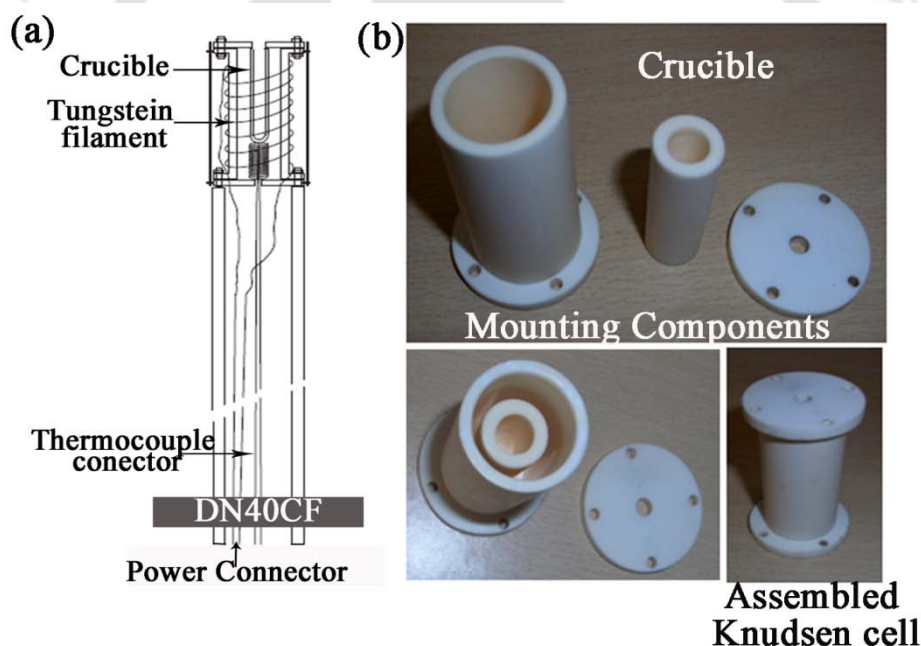 (a)
Crucible
Tungstein
filament
Thermocouple
conector
DN40CF
Power Connector
(b)
Crucible
Mounting Components
Assembled
Knudsen cell